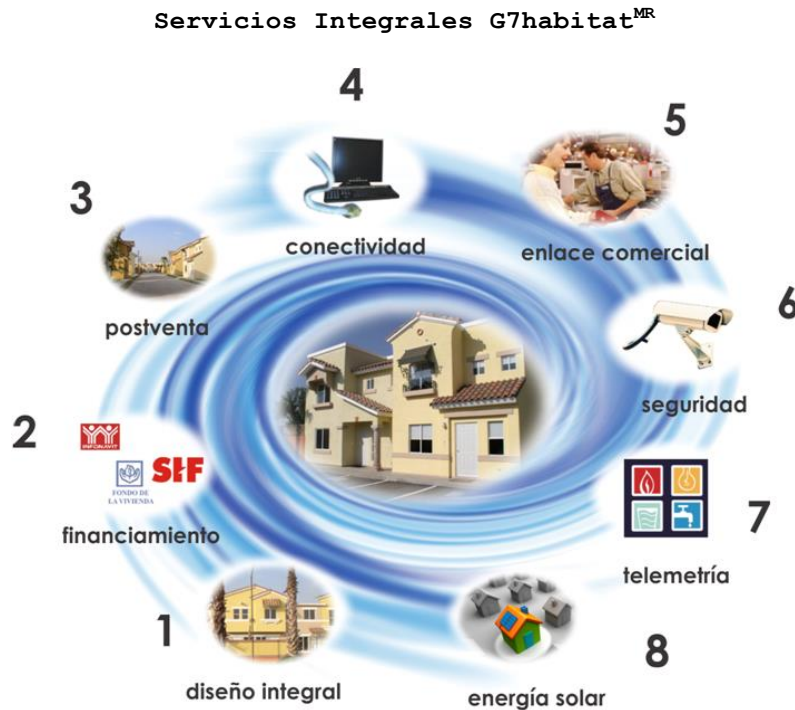 Servicios Integrales G7habitatMR
4
5
conectividad
enlace comercial
3
postventa
6
seguridad
2
INFONAVIT
SHF
FONDO DE
LA VIVIENDA
financiamiento
7
telemetría
1
diseño integral
8
energía solar